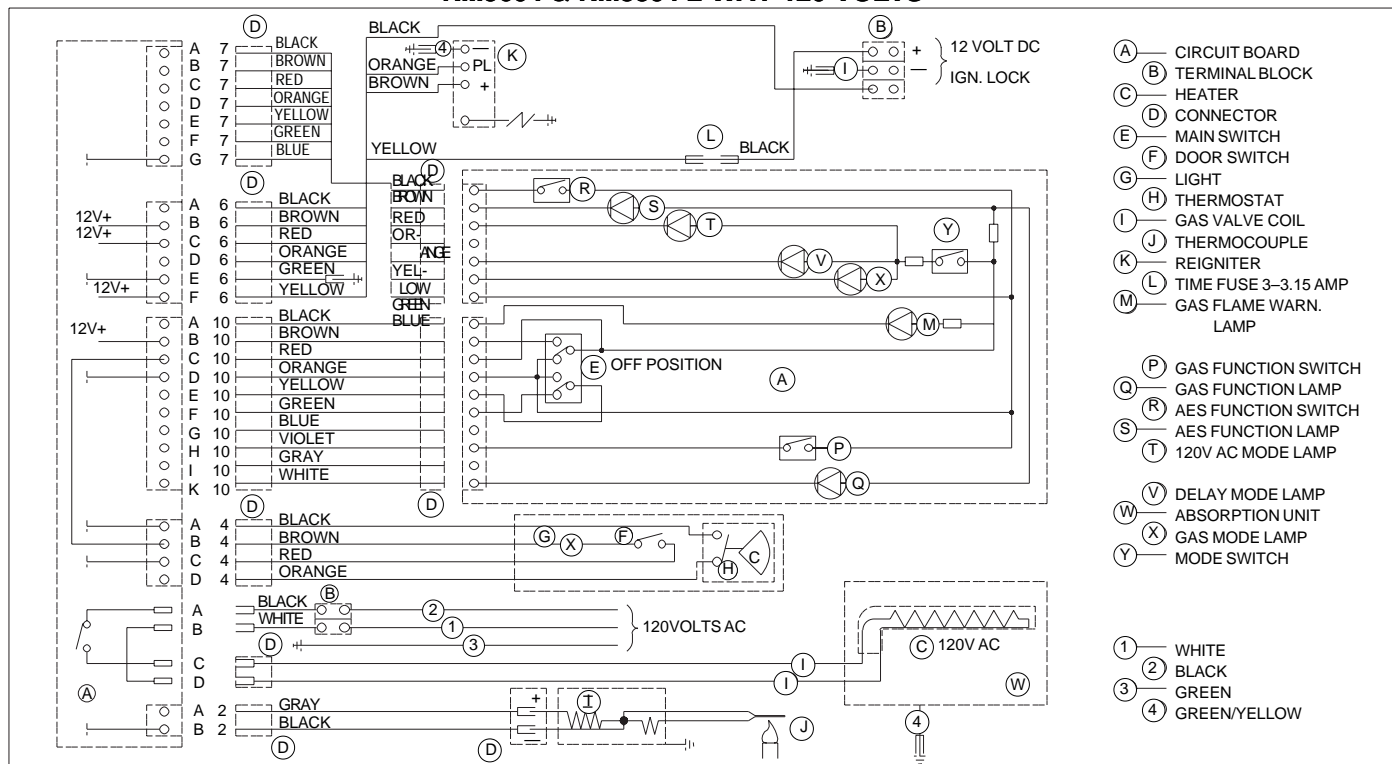 D
A 7 BLACK
B 7 BROWN
C 7 RED
D 7 ORANGE
E 7 YELLOW
F 7 GREEN
G 7 BLUE
BLACK
4 —
ORANGE PL
BROWN +
K
YELLOW
L
BLACK
B
+ 12 VOLT DC
I —
IGN. LOCK
D
12V+
12V+
12V+
A 6 BLACK
B 6 BROWN
C 6 RED
D 6 ORANGE
E 6 GREEN
F 6 YELLOW
D
BLACK
BROWN
RED
OR-
ANGE
YEL-
LOW
GREEN
BLUE
12V+
A 10 BLACK
B 10 BROWN
C 10 RED
D 10 ORANGE
E 10 YELLOW
F 10 GREEN
G 10 BLUE
H 10 VIOLET
I 10 GRAY
K 10 WHITE
D
D
R
S
T
Y
V
X
M
E OFF POSITION
A
P
Q
A 4 BLACK
B 4 BROWN
C 4 RED
D 4 ORANGE
G X F
H C
B
A BLACK 2
B WHITE 1
120VOLTS AC
D 3
C I
D I
A
C 120V AC
W
4
A 2 GRAY
B 2 BLACK
D
D
+
—
I
J
A CIRCUIT BOARD
B TERMINAL BLOCK
C HEATER
D CONNECTOR
E MAIN SWITCH
F DOOR SWITCH
G LIGHT
H THERMOSTAT
I GAS VALVE COIL
J THERMOCOUPLE
K REIGNITER
L TIME FUSE 3–3.15 AMP
M GAS FLAME WARN.
LAMP
P GAS FUNCTION SWITCH
Q GAS FUNCTION LAMP
R AES FUNCTION SWITCH
S AES FUNCTION LAMP
T 120V AC MODE LAMP
V DELAY MODE LAMP
W ABSORPTION UNIT
X GAS MODE LAMP
Y MODE SWITCH
1 WHITE
2 BLACK
3 GREEN
4 GREEN/YELLOW